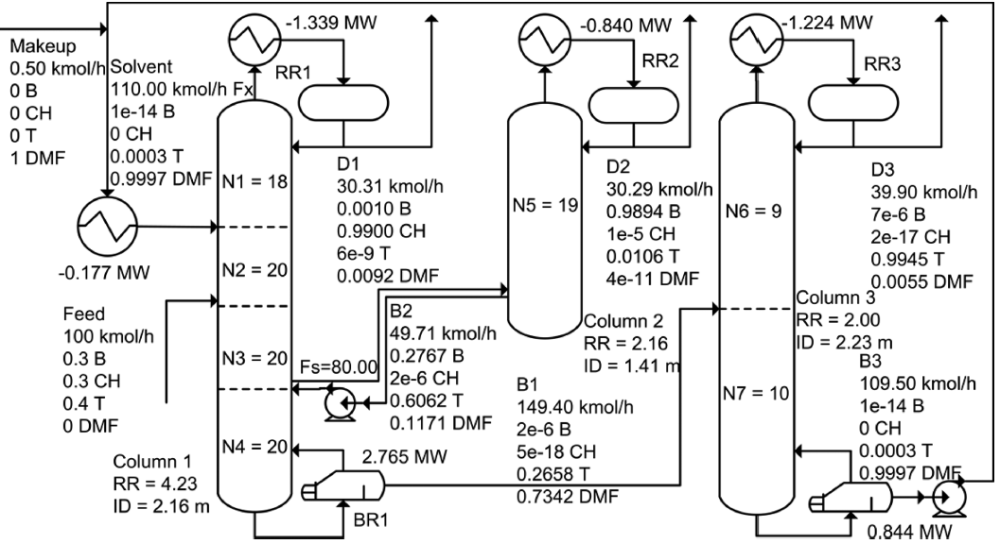 -1.339 MW
-0.840 MW
-1.224 MW
Makeup
0.50 kmol/h
0 B
0 CH
0 T
1 DMF
Solvent
110.00 kmol/h Fx
1e-14 B
0 CH
0.0003 T
0.9997 DMF
RR1
RR2
RR3
N1 = 18
D1
30.31 kmol/h
0.0010 B
0.9900 CH
6e-9 T
0.0092 DMF
N5 = 19
D2
30.29 kmol/h
0.9894 B
1e-5 CH
0.0106 T
4e-11 DMF
N6 = 9
D3
39.90 kmol/h
7e-6 B
2e-17 CH
0.9945 T
0.0055 DMF
-0.177 MW
N2 = 20
Feed
100 kmol/h
0.3 B
0.3 CH
0.4 T
0 DMF
N3 = 20
Fs=80.00
B2
49.71 kmol/h
0.2767 B
2e-6 CH
0.6062 T
0.1171 DMF
Column 2
RR = 2.16
ID = 1.41 m
Column 3
RR = 2.00
ID = 2.23 m
B1
149.40 kmol/h
2e-6 B
5e-18 CH
0.2658 T
0.7342 DMF
N7 = 10
B3
109.50 kmol/h
1e-14 B
0 CH
0.0003 T
0.9997 DMF
N4 = 20
2.765 MW
Column 1
RR = 4.23
ID = 2.16 m
BR1
0.844 MW